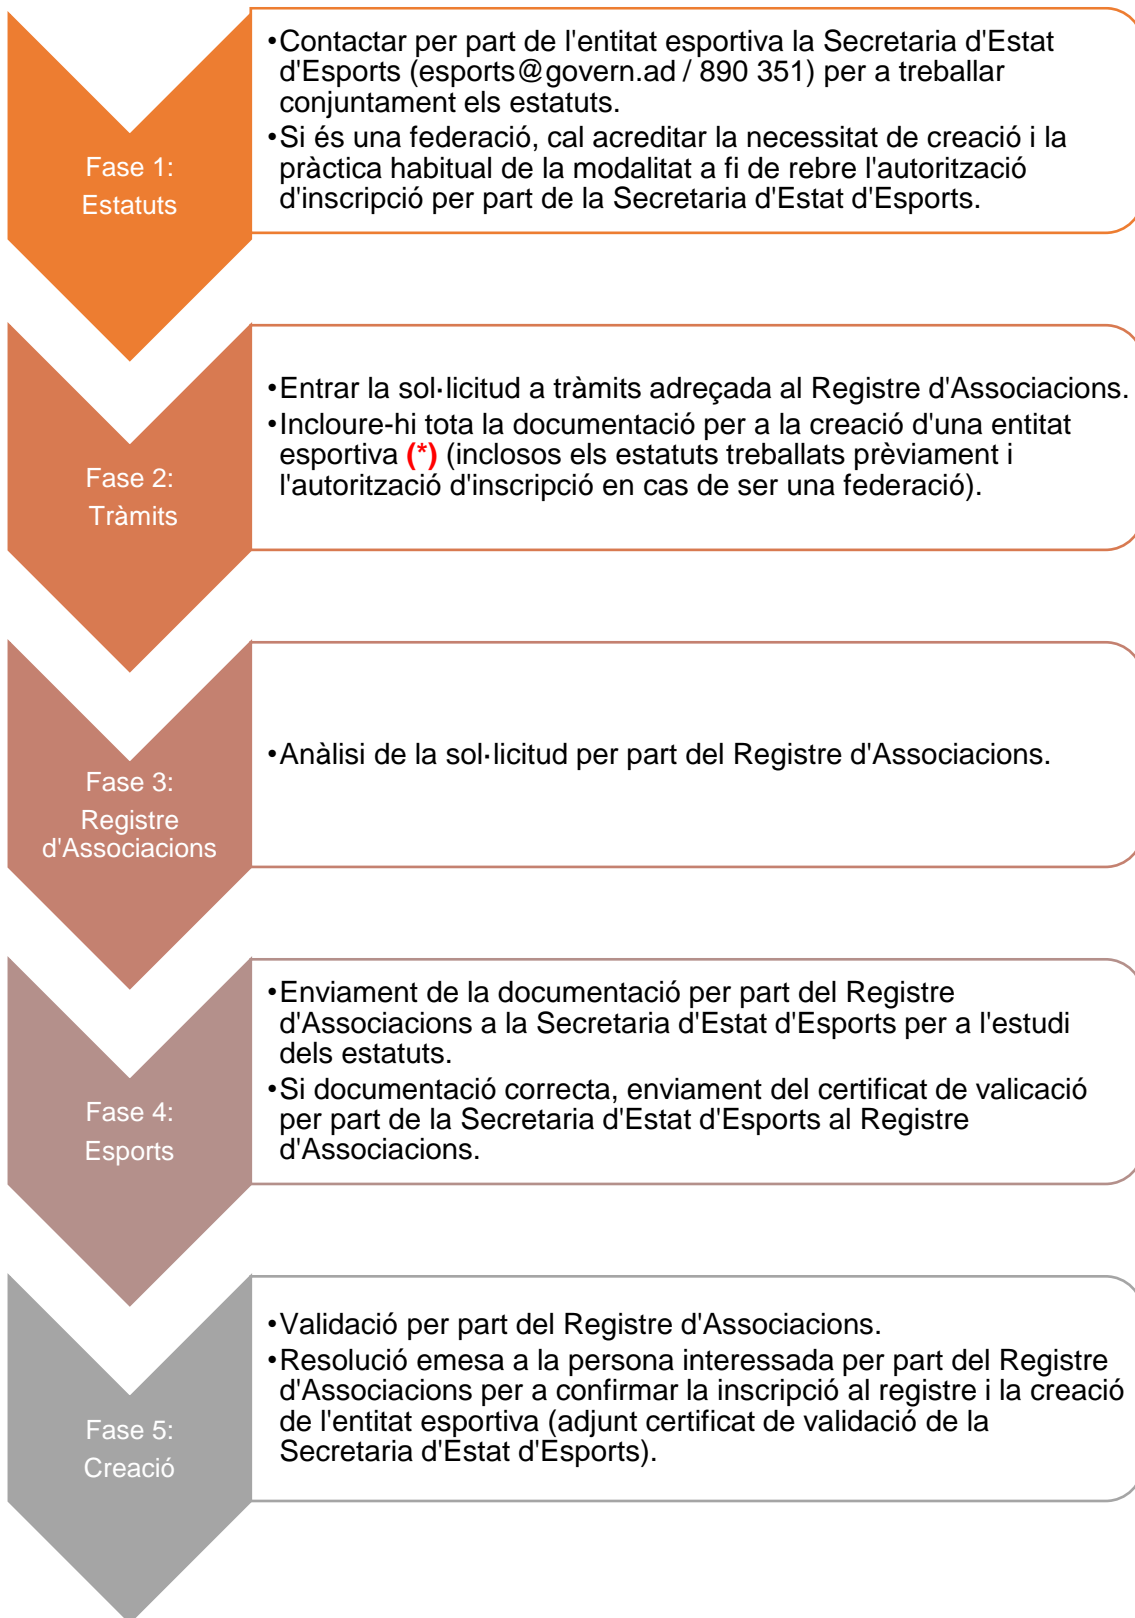 Fase 1:
Estatuts
•Contactar per part de l'entitat esportiva la Secretaria d'Estat
d'Esports (esports@govern.ad / 890 351) per a treballar
conjuntament els estatuts.
•Si és una federació, cal acreditar la necessitat de creació i la
pràctica habitual de la modalitat a fi de rebre l'autorització
d'inscripció per part de la Secretaria d'Estat d'Esports.
Fase 2:
Tràmits
•Entrar la sol·licitud a tràmits adreçada al Registre d'Associacions.
•Incloure-hi tota la documentació per a la creació d'una entitat
esportiva (*) (inclosos els estatuts treballats prèviament i
l'autorització d'inscripció en cas de ser una federació).
Fase 3:
Registre
d'Associacions
•Anàlisi de la sol·licitud per part del Registre d'Associacions.
Fase 4:
Esports
•Enviament de la documentació per part del Registre
d'Associacions a la Secretaria d'Estat d'Esports per a l'estudi
dels estatuts.
•Si documentació correcta, enviament del certificat de valicació
per part de la Secretaria d'Estat d'Esports al Registre
d'Associacions.
Fase 5:
Creació
•Validació per part del Registre d'Associacions.
•Resolució emesa a la persona interessada per part del Registre
d'Associacions per a confirmar la inscripció al registre i la creació
de l'entitat esportiva (adjunt certificat de validació de la
Secretaria d'Estat d'Esports).